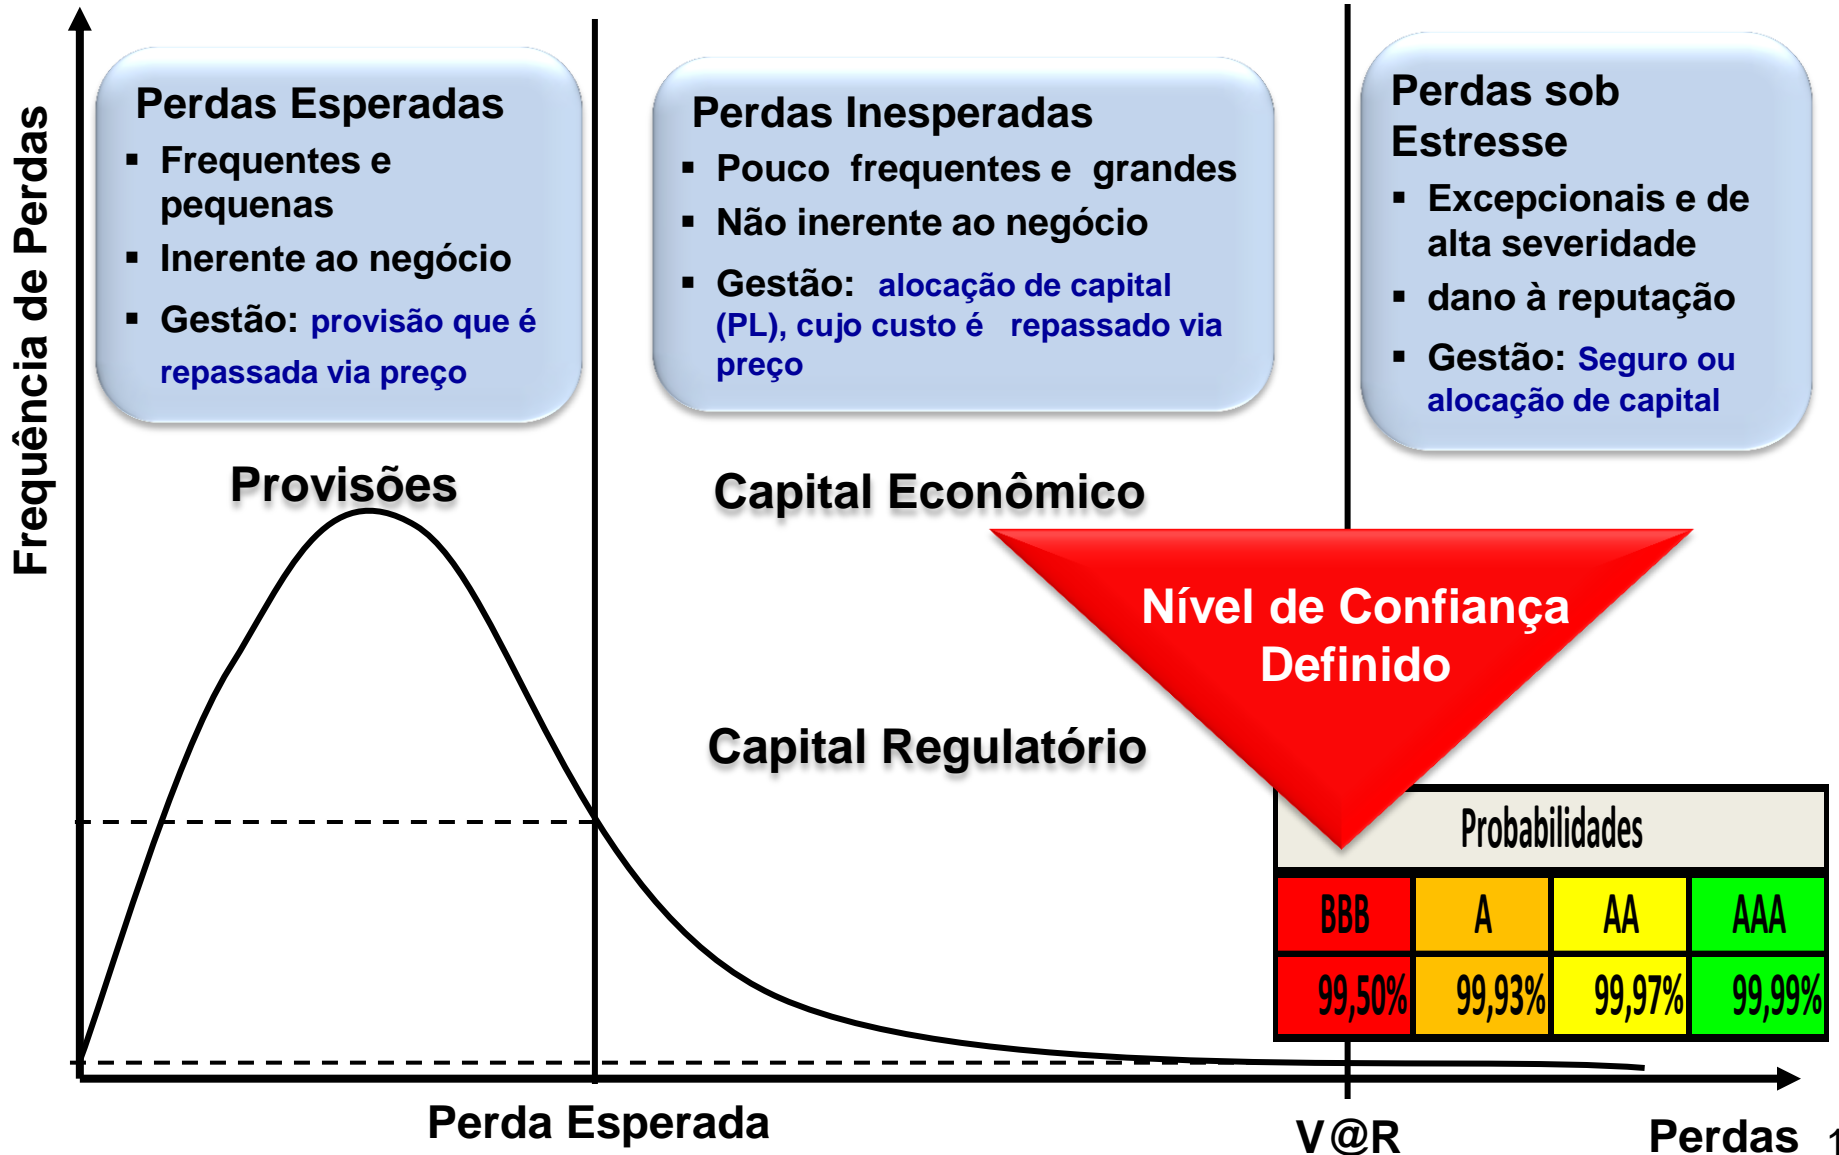 Frequência de Perdas
Perdas Esperadas
▪ Frequentes e
pequenas
▪ Inerente ao negócio
▪ Gestão: provisão que é
repassada via preço
Perdas Inesperadas
▪ Pouco frequentes e grandes
▪ Não inerente ao negócio
▪ Gestão: alocação de capital
(PL), cujo custo é repassado via
preço
Perdas sob
Estresse
▪ Excepcionais e de
alta severidade
▪ dano à reputação
▪ Gestão: Seguro ou
alocação de capital
Provisões
Capital Econômico
Nível de Confiança
Definido
Capital Regulatório
Probabilidades
BBB A AA AAA
99,50% 99,93% 99,97% 99,99%
Perda Esperada
V@R
Perdas
1